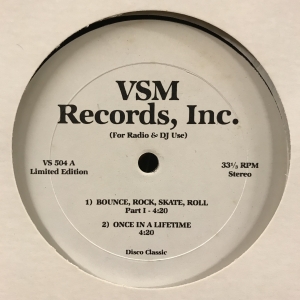 VSM
Records, Inc.
(For Radio & DJ Use)
VS 504 A
Limited Edition
33⅓ RPM
Stereo
1) BOUNCE, ROCK, SKATE, ROLL
Part I - 4:20
2) ONCE IN A LIFETIME
4:20
Disco Classic